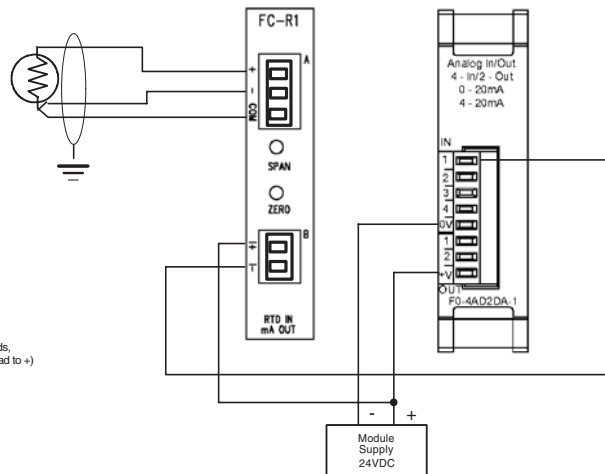 FC-R1
A
+
-
COM
SPAN
ZERO
B
+
-
RTD IN
mA OUT
Analog In/Out
4 - In/2 - Out
0 - 20mA
4 - 20mA
IN
1
2
3
4
0V
1
2
+V
OUT
F0-4AD2DA-1
ds,
ad to +)
- +
Module
Supply
24VDC